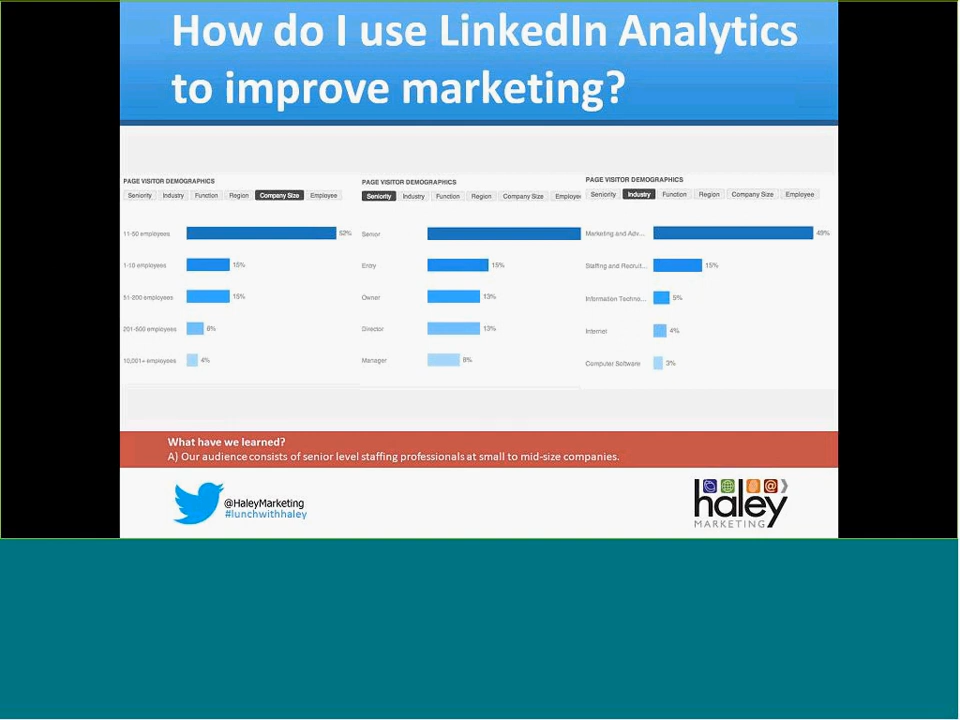 How do I use LinkedIn Analytics
to improve marketing?
PAGE VISITOR DEMOGRAPHICS
Seniority Industry Function Region Company Size Employee
11-50 employees 52%
1-10 employees 15%
51-200 employees 15%
201-500 employees 6%
10,001+ employees 4%
PAGE VISITOR DEMOGRAPHICS
Seniority Industry Function Region Company Size Employee
Senior
Entry 15%
Owner 13%
Director 13%
Manager 8%
PAGE VISITOR DEMOGRAPHICS
Seniority Industry Function Region Company Size Employee
Marketing and Adv... 49%
Staffing and Recruit... 15%
Information Techno... 5%
Internet 4%
Computer Software 3%
What have we learned?
A) Our audience consists of senior level staffing professionals at small to mid-size companies.
@HaleyMarketing
#lunchwithhaley
haley
MARKETING